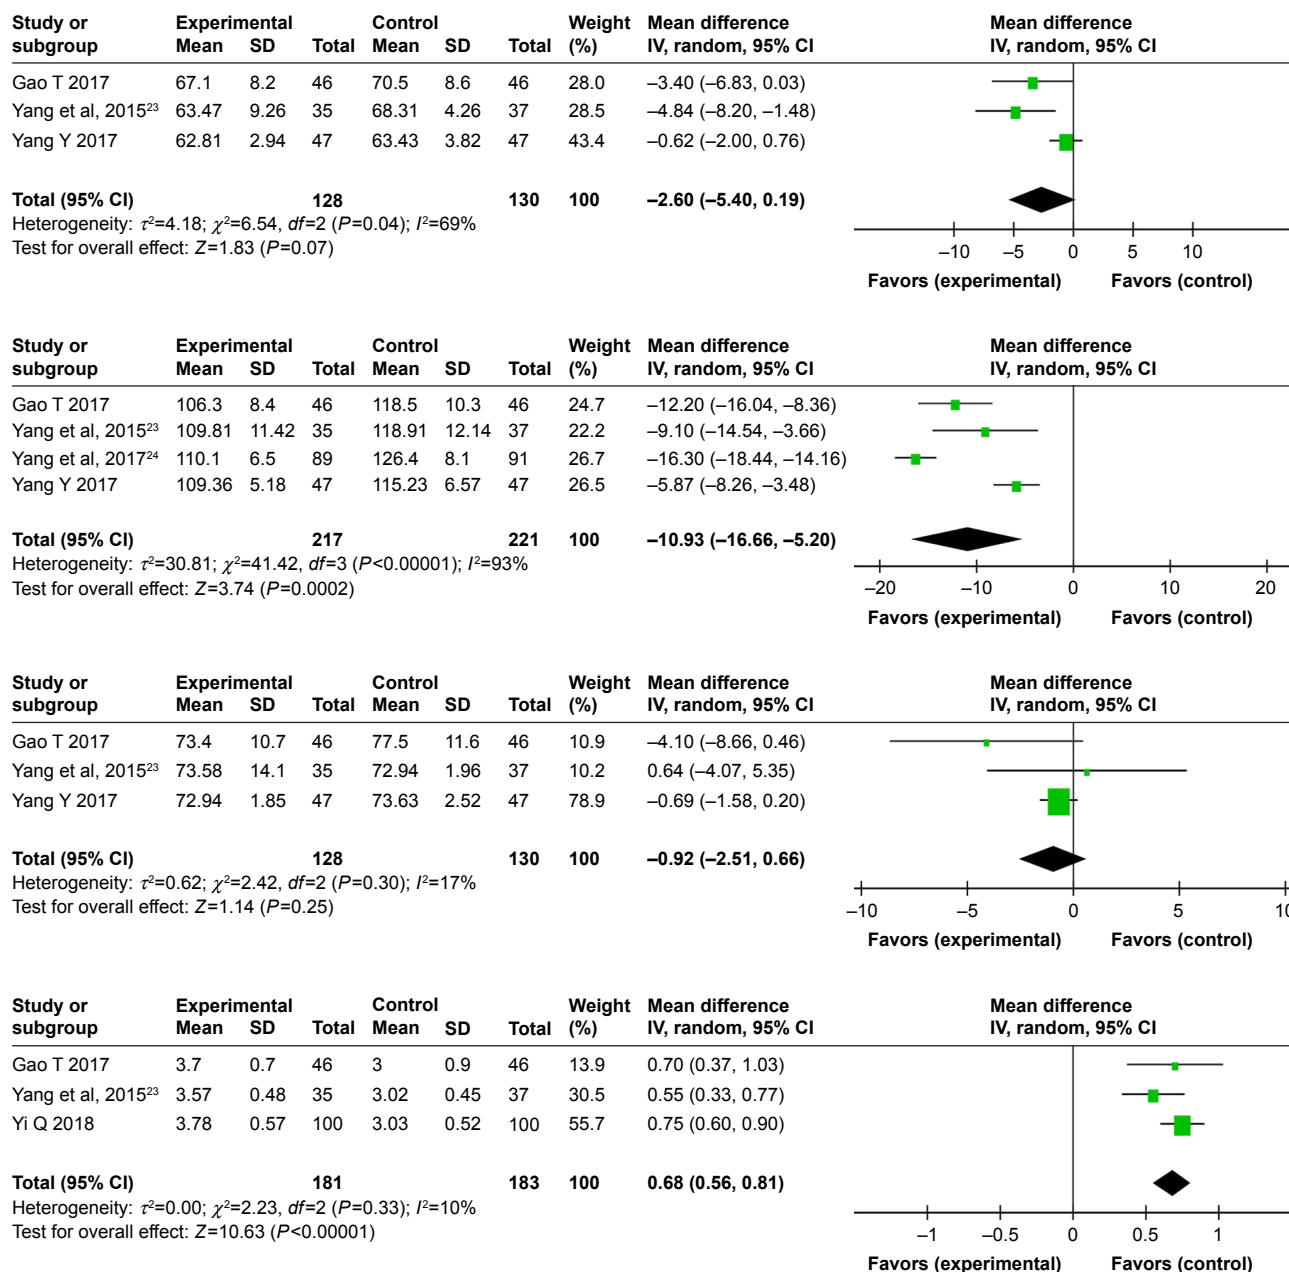 Study or Experimental Control Weight Mean difference Mean difference
subgroup Mean SD Total Mean SD Total (%) IV, random, 95% CI IV, random, 95% CI
Gao T 2017 67.1 8.2 46 70.5 8.6 46 28.0 –3.40 (–6.83, 0.03)
Yang et al, 2015²³ 63.47 9.26 35 68.31 4.26 37 28.5 –4.84 (–8.20, –1.48)
Yang Y 2017 62.81 2.94 47 63.43 3.82 47 43.4 –0.62 (–2.00, 0.76)
Total (95% CI) 128 130 100 –2.60 (–5.40, 0.19)
Heterogeneity: τ²=4.18; χ²=6.54, df=2 (P=0.04); I²=69%
Test for overall effect: Z=1.83 (P=0.07)
–10 –5 0 5 10
Favors (experimental) Favors (control)
Study or Experimental Control Weight Mean difference Mean difference
subgroup Mean SD Total Mean SD Total (%) IV, random, 95% CI IV, random, 95% CI
Gao T 2017 106.3 8.4 46 118.5 10.3 46 24.7 –12.20 (–16.04, –8.36)
Yang et al, 2015²³ 109.81 11.42 35 118.91 12.14 37 22.2 –9.10 (–14.54, –3.66)
Yang et al, 2017²⁴ 110.1 6.5 89 126.4 8.1 91 26.7 –16.30 (–18.44, –14.16)
Yang Y 2017 109.36 5.18 47 115.23 6.57 47 26.5 –5.87 (–8.26, –3.48)
Total (95% CI) 217 221 100 –10.93 (–16.66, –5.20)
Heterogeneity: τ²=30.81; χ²=41.42, df=3 (P<0.00001); I²=93%
Test for overall effect: Z=3.74 (P=0.0002)
–20 –10 0 10 20
Favors (experimental) Favors (control)
Study or Experimental Control Weight Mean difference Mean difference
subgroup Mean SD Total Mean SD Total (%) IV, random, 95% CI IV, random, 95% CI
Gao T 2017 73.4 10.7 46 77.5 11.6 46 10.9 –4.10 (–8.66, 0.46)
Yang et al, 2015²³ 73.58 14.1 35 72.94 1.96 37 10.2 0.64 (–4.07, 5.35)
Yang Y 2017 72.94 1.85 47 73.63 2.52 47 78.9 –0.69 (–1.58, 0.20)
Total (95% CI) 128 130 100 –0.92 (–2.51, 0.66)
Heterogeneity: τ²=0.62; χ²=2.42, df=2 (P=0.30); I²=17%
Test for overall effect: Z=1.14 (P=0.25)
–10 –5 0 5 10
Favors (experimental) Favors (control)
Study or Experimental Control Weight Mean difference Mean difference
subgroup Mean SD Total Mean SD Total (%) IV, random, 95% CI IV, random, 95% CI
Gao T 2017 3.7 0.7 46 3 0.9 46 13.9 0.70 (0.37, 1.03)
Yang et al, 2015²³ 3.57 0.48 35 3.02 0.45 37 30.5 0.55 (0.33, 0.77)
Yi Q 2018 3.78 0.57 100 3.03 0.52 100 55.7 0.75 (0.60, 0.90)
Total (95% CI) 181 183 100 0.68 (0.56, 0.81)
Heterogeneity: τ²=0.00; χ²=2.23, df=2 (P=0.33); I²=10%
Test for overall effect: Z=10.63 (P<0.00001)
–1 –0.5 0 0.5 1
Favors (experimental) Favors (control)